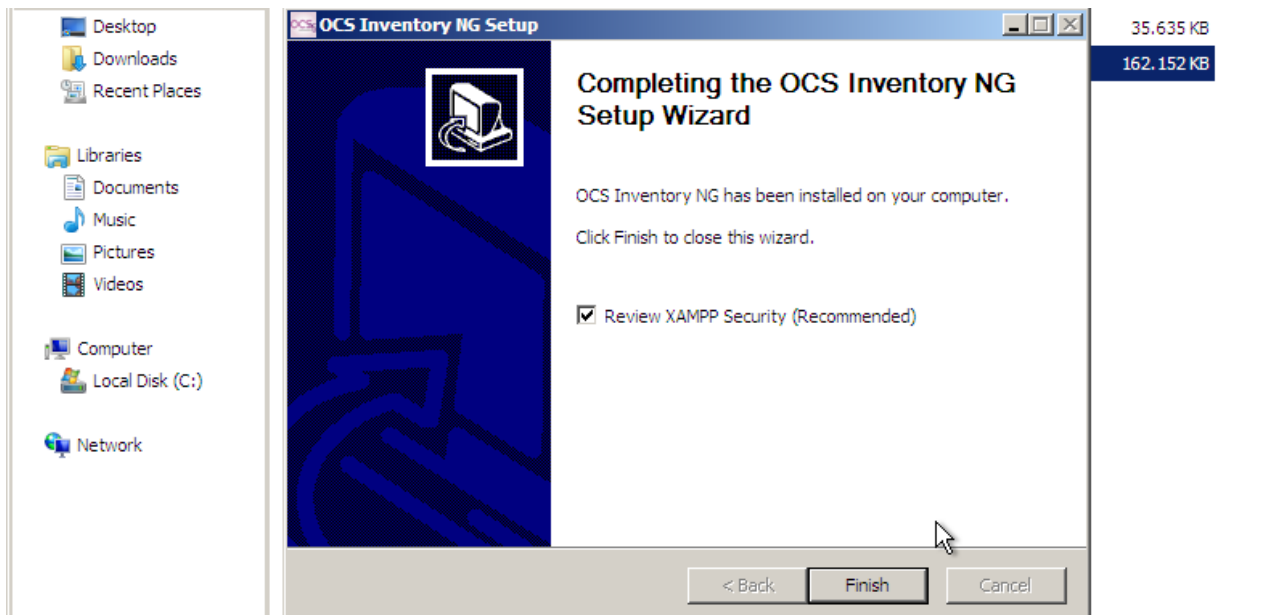 Desktop
Downloads
Recent Places
Libraries
Documents
Music
Pictures
Videos
Computer
Local Disk (C:)
Network
OCS OCS Inventory NG Setup
Completing the OCS Inventory NG
Setup Wizard
OCS Inventory NG has been installed on your computer.
Click Finish to close this wizard.
Review XAMPP Security (Recommended)
< Back
Finish
Cancel
35.635 KB
162.152 KB